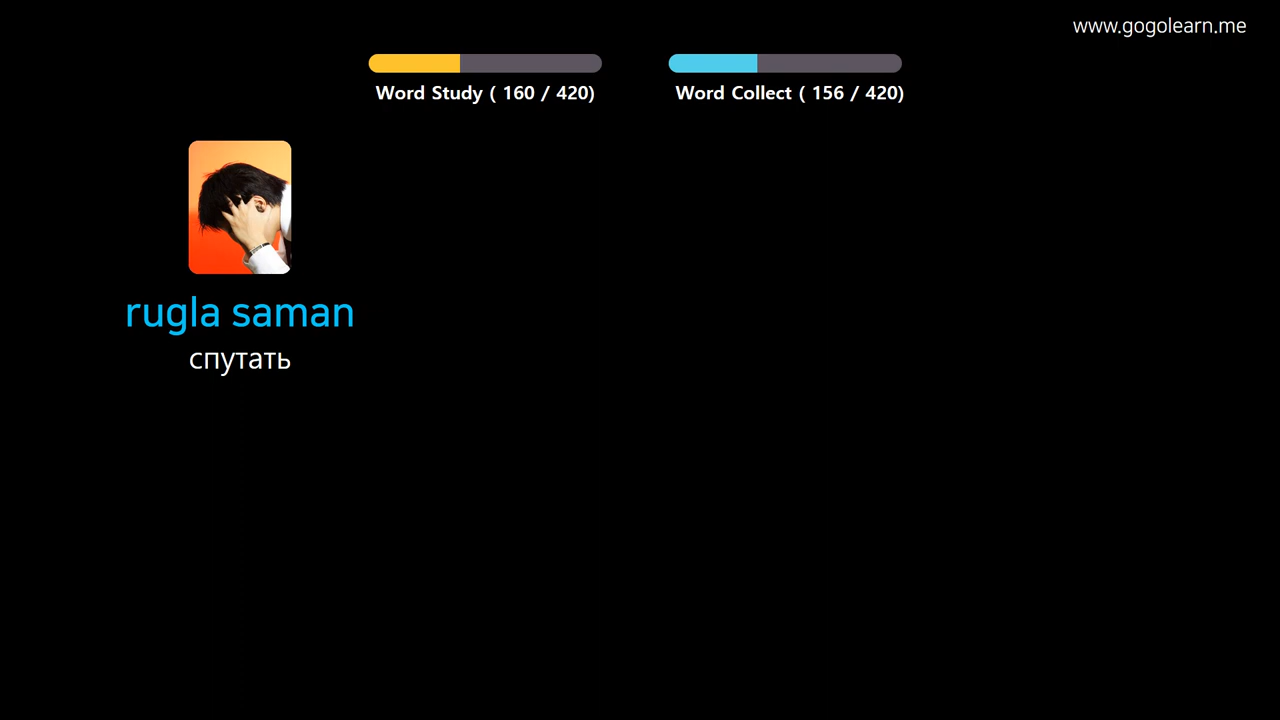 www.gogolearn.me
Word Study ( 160 / 420)
Word Collect ( 156 / 420)
rugla saman
спутать